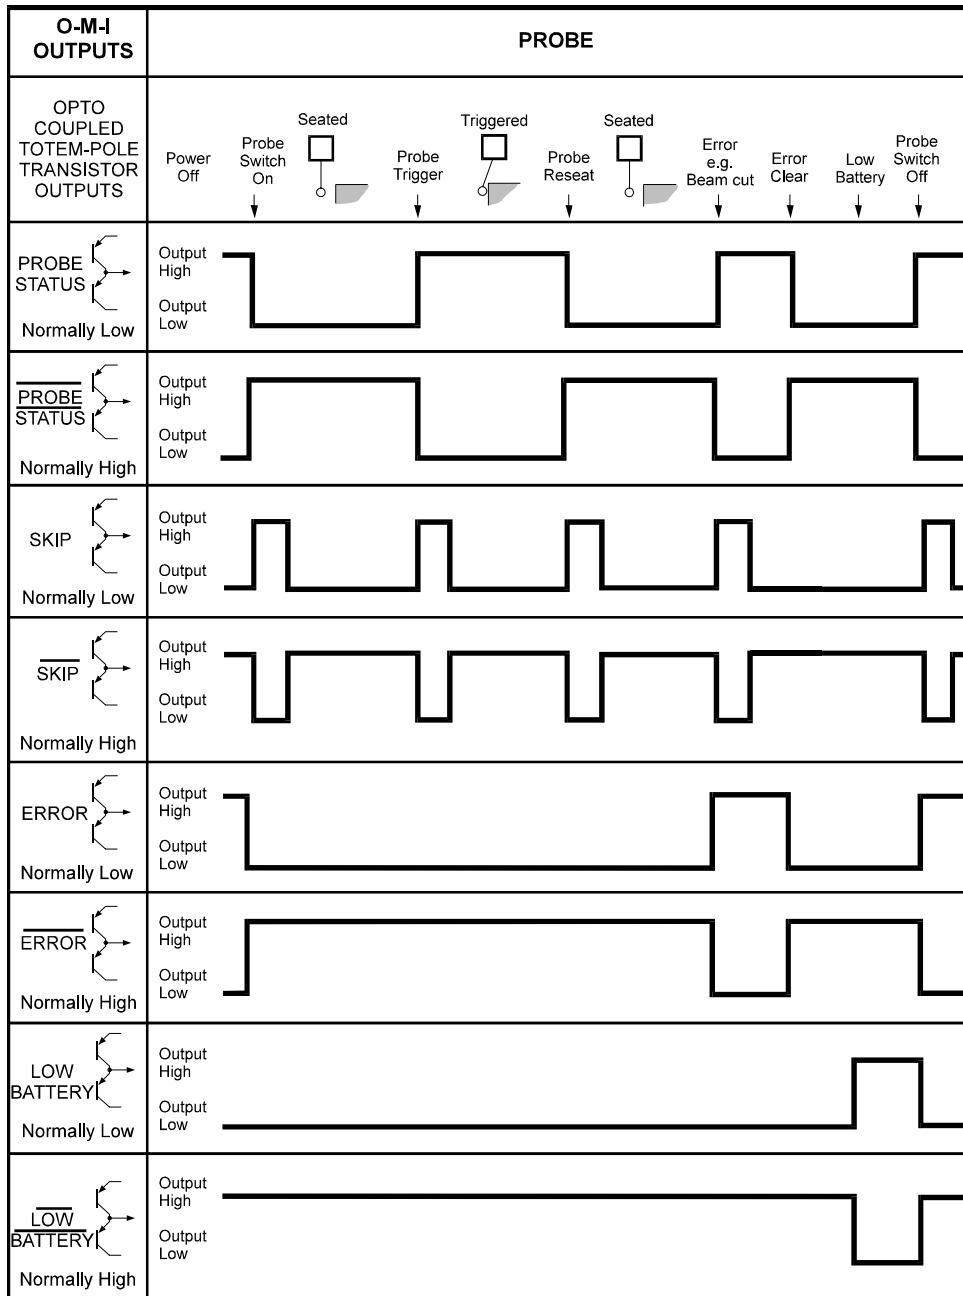 O-M-I
OUTPUTS
PROBE
OPTO
COUPLED
TOTEM-POLE
TRANSISTOR
OUTPUTS
Power
Off
Probe
Switch
On
Seated
Probe
Trigger
Triggered
Probe
Reseat
Seated
Error
e.g.
Beam cut
Error
Clear
Low
Battery
Probe
Switch
Off
PROBE
STATUS
Normally Low
Output
High
Output
Low
PROBE
STATUS
Normally High
Output
High
Output
Low
SKIP
Normally Low
Output
High
Output
Low
SKIP
Normally High
Output
High
Output
Low
ERROR
Normally Low
Output
High
Output
Low
ERROR
Normally High
Output
High
Output
Low
LOW
BATTERY
Normally Low
Output
High
Output
Low
LOW
BATTERY
Normally High
Output
High
Output
Low